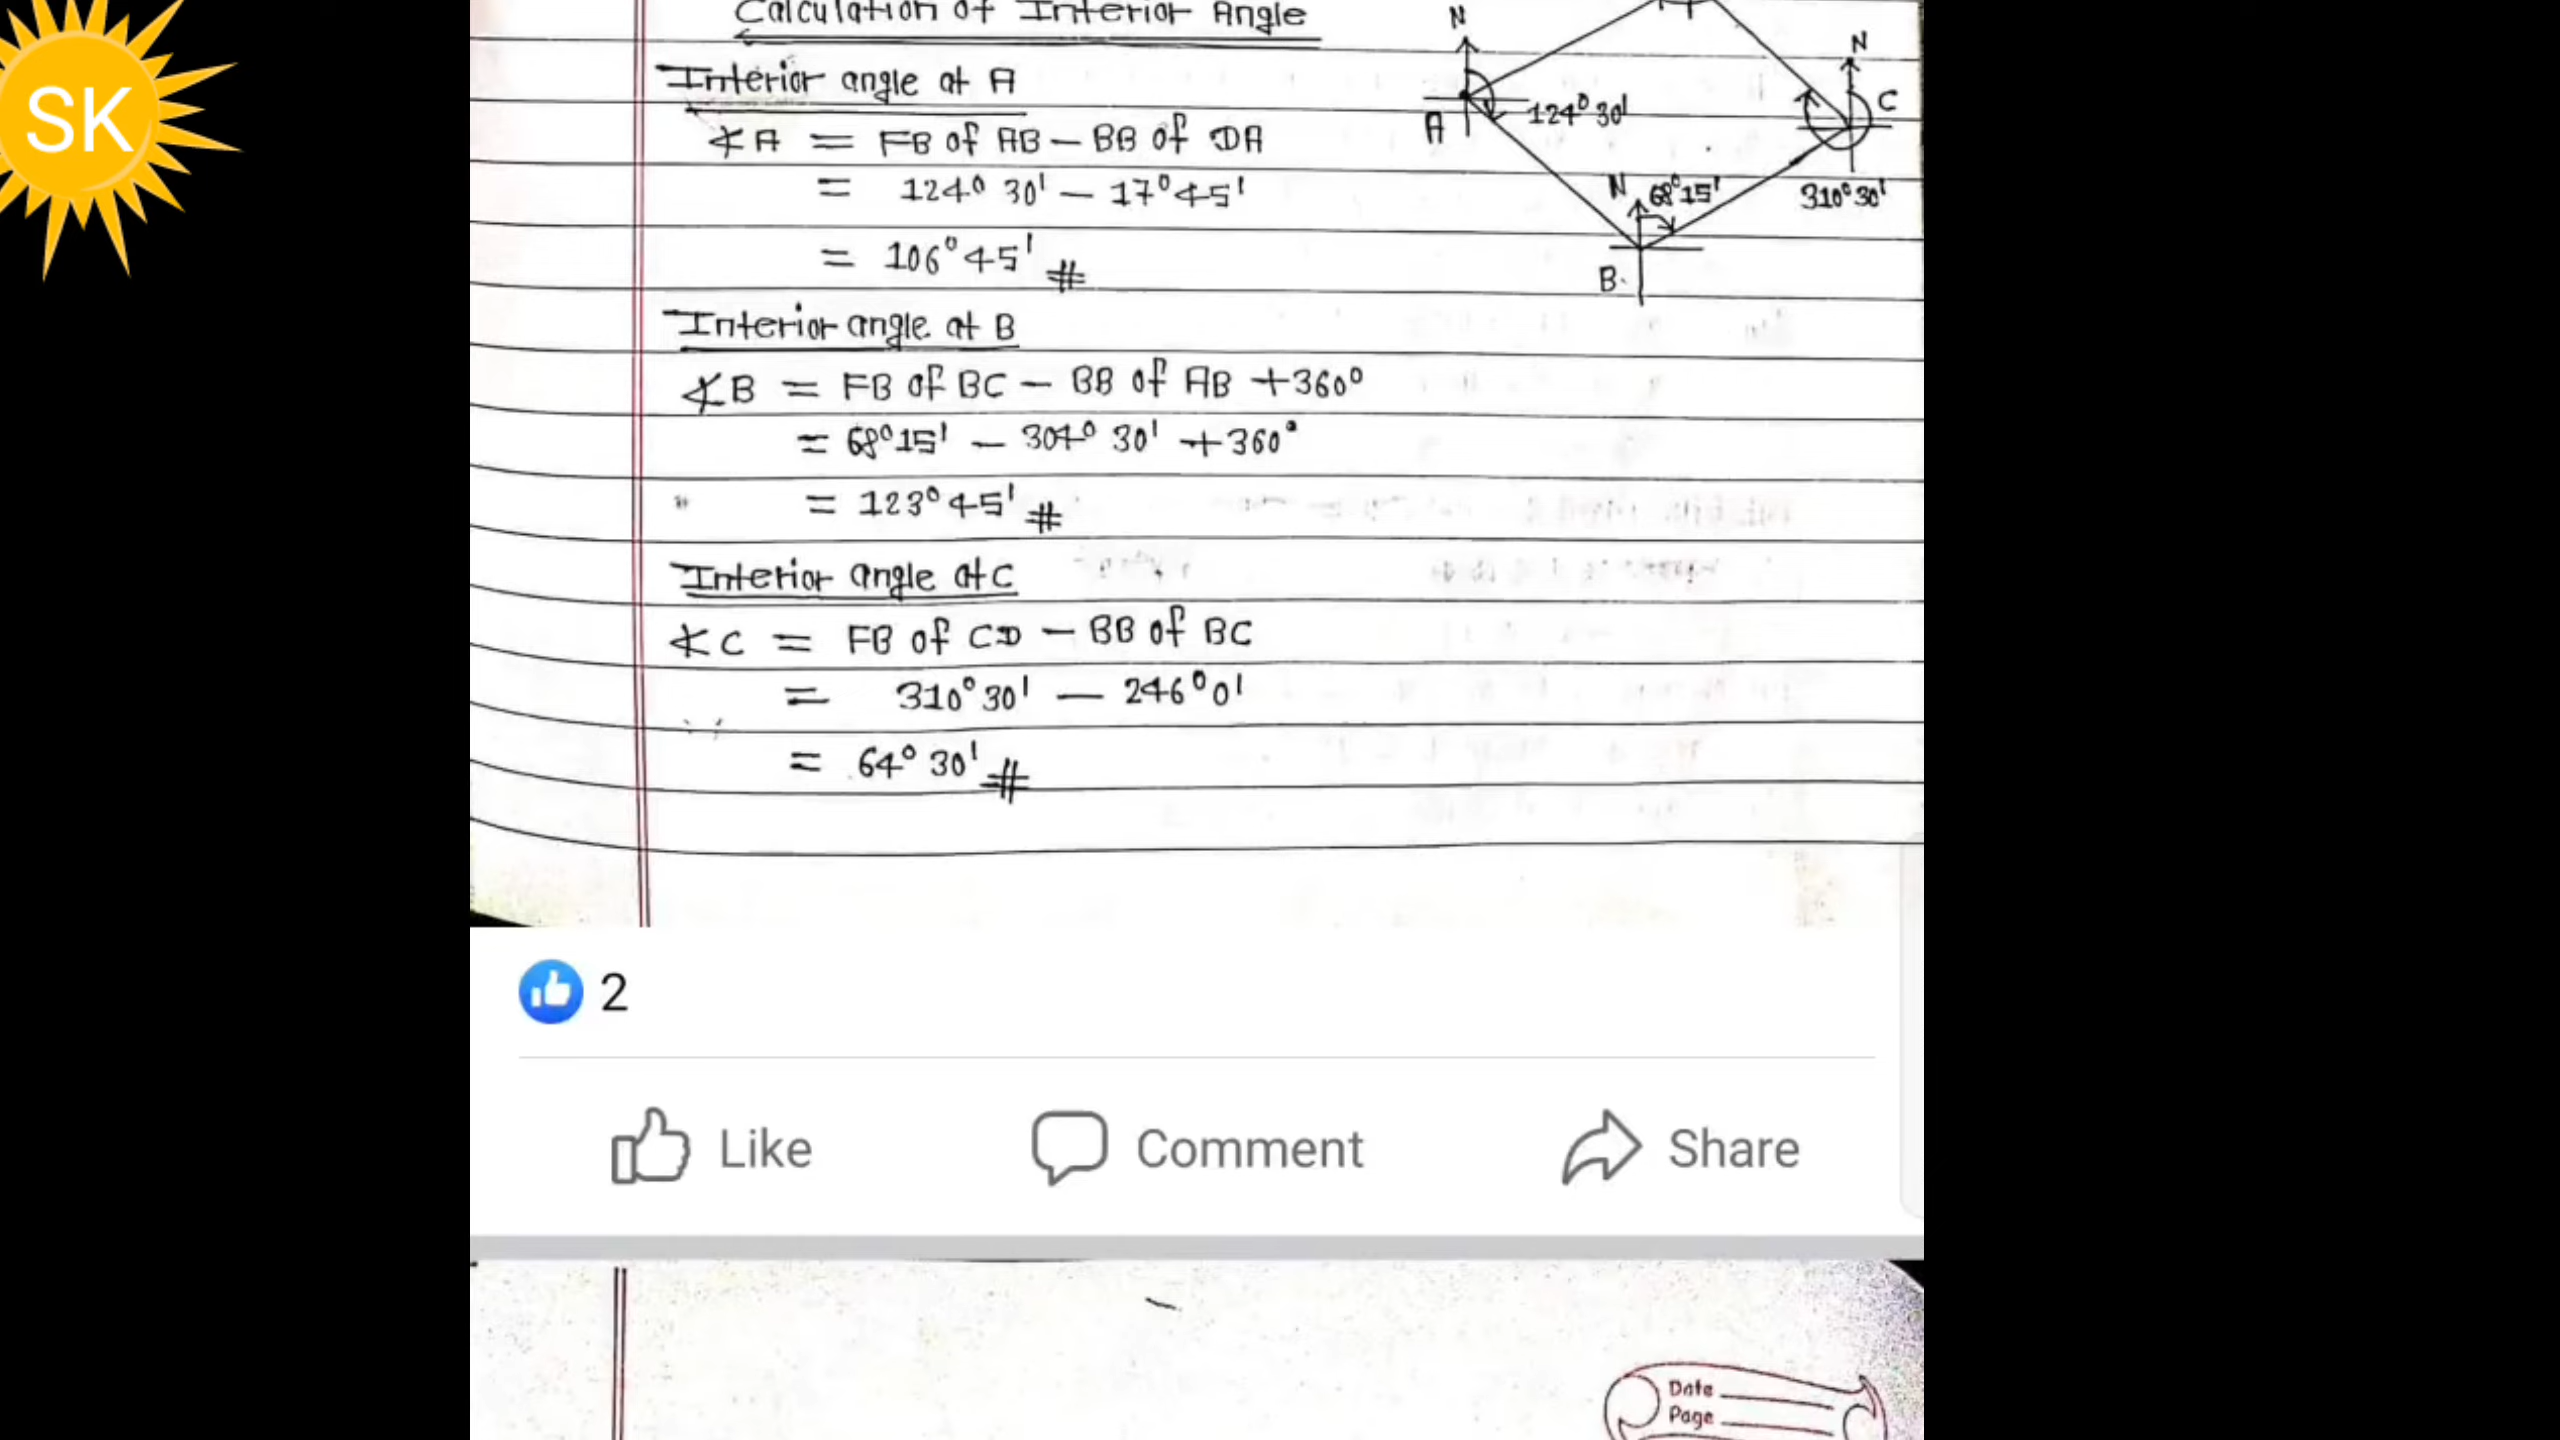 SK
Calculation of Interior Angle
Interior angle at A
∡A = FB of AB - BB of DA
= 124° 30' - 17° 45'
= 106° 45' #
N
A
124° 30'
N
C
310° 30'
N 68° 15'
B.
Interior angle at B
∡B = FB of BC - BB of AB + 360°
= 68° 15' - 304° 30' + 360°
= 123° 45' #
Interior angle at C
∡C = FB of CD - BB of BC
= 310° 30' - 246° 0'
= 64° 30' #
2
Like
Comment
Share
Date
Page